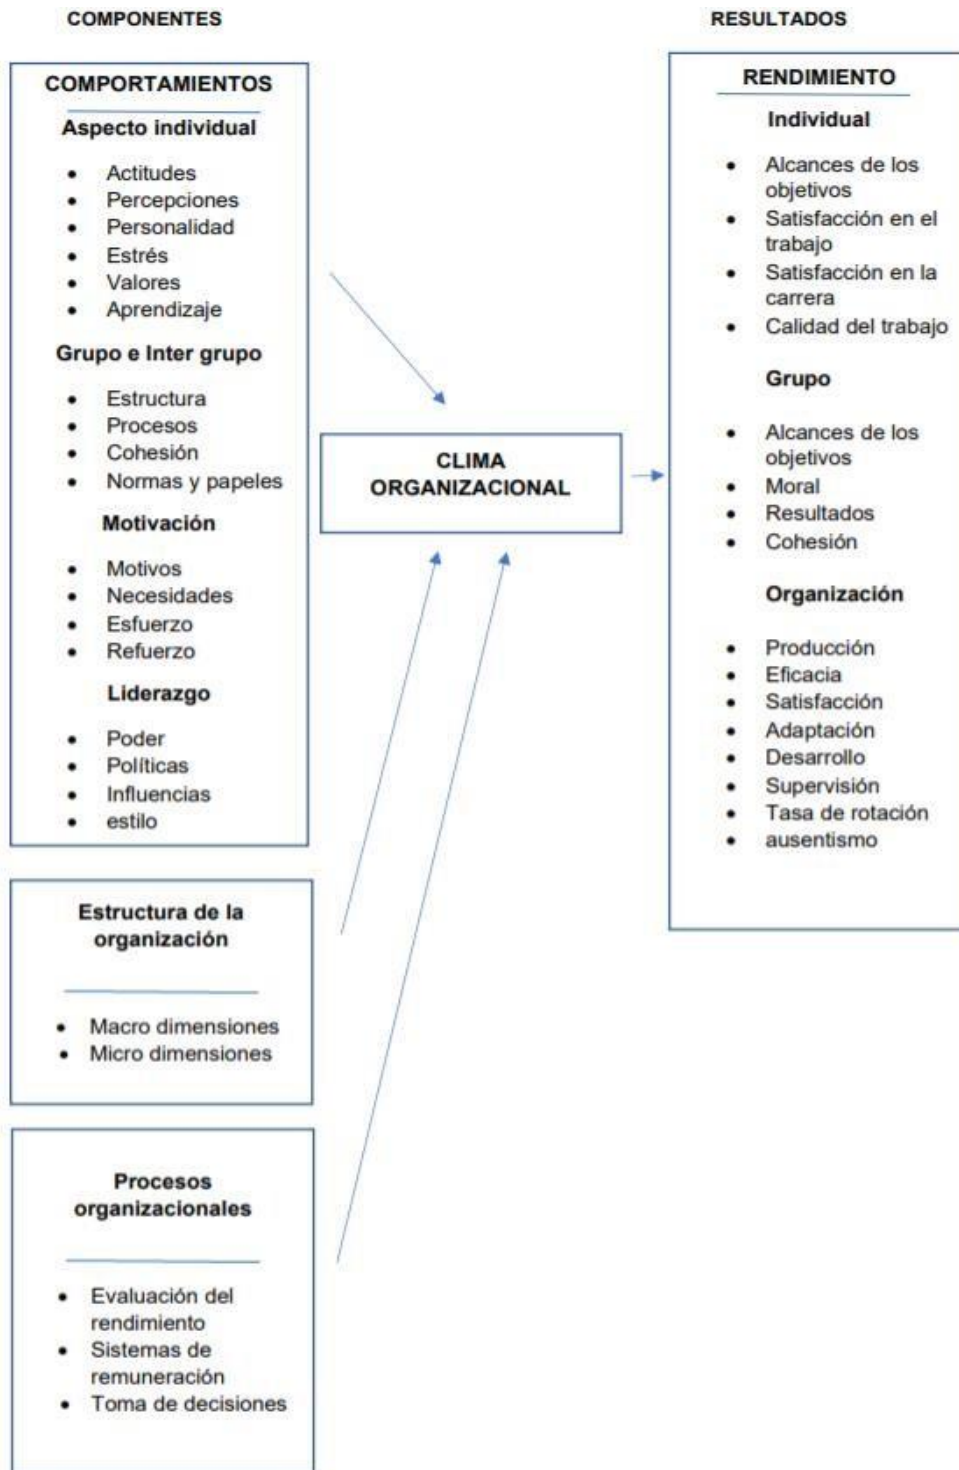 COMPONENTES
RESULTADOS
COMPORTAMIENTOS
Aspecto individual
• Actitudes
• Percepciones
• Personalidad
• Estrés
• Valores
• Aprendizaje
Grupo e Inter grupo
• Estructura
• Procesos
• Cohesión
• Normas y papeles
Motivación
• Motivos
• Necesidades
• Esfuerzo
• Refuerzo
Liderazgo
• Poder
• Políticas
• Influencias
• estilo
Estructura de la
organización
• Macro dimensiones
• Micro dimensiones
Procesos
organizacionales
• Evaluación del
rendimiento
• Sistemas de
remuneración
• Toma de decisiones
CLIMA
ORGANIZACIONAL
RENDIMIENTO
Individual
• Alcances de los
objetivos
• Satisfacción en el
trabajo
• Satisfacción en la
carrera
• Calidad del trabajo
Grupo
• Alcances de los
objetivos
• Moral
• Resultados
• Cohesión
Organización
• Producción
• Eficacia
• Satisfacción
• Adaptación
• Desarrollo
• Supervisión
• Tasa de rotación
• ausentismo